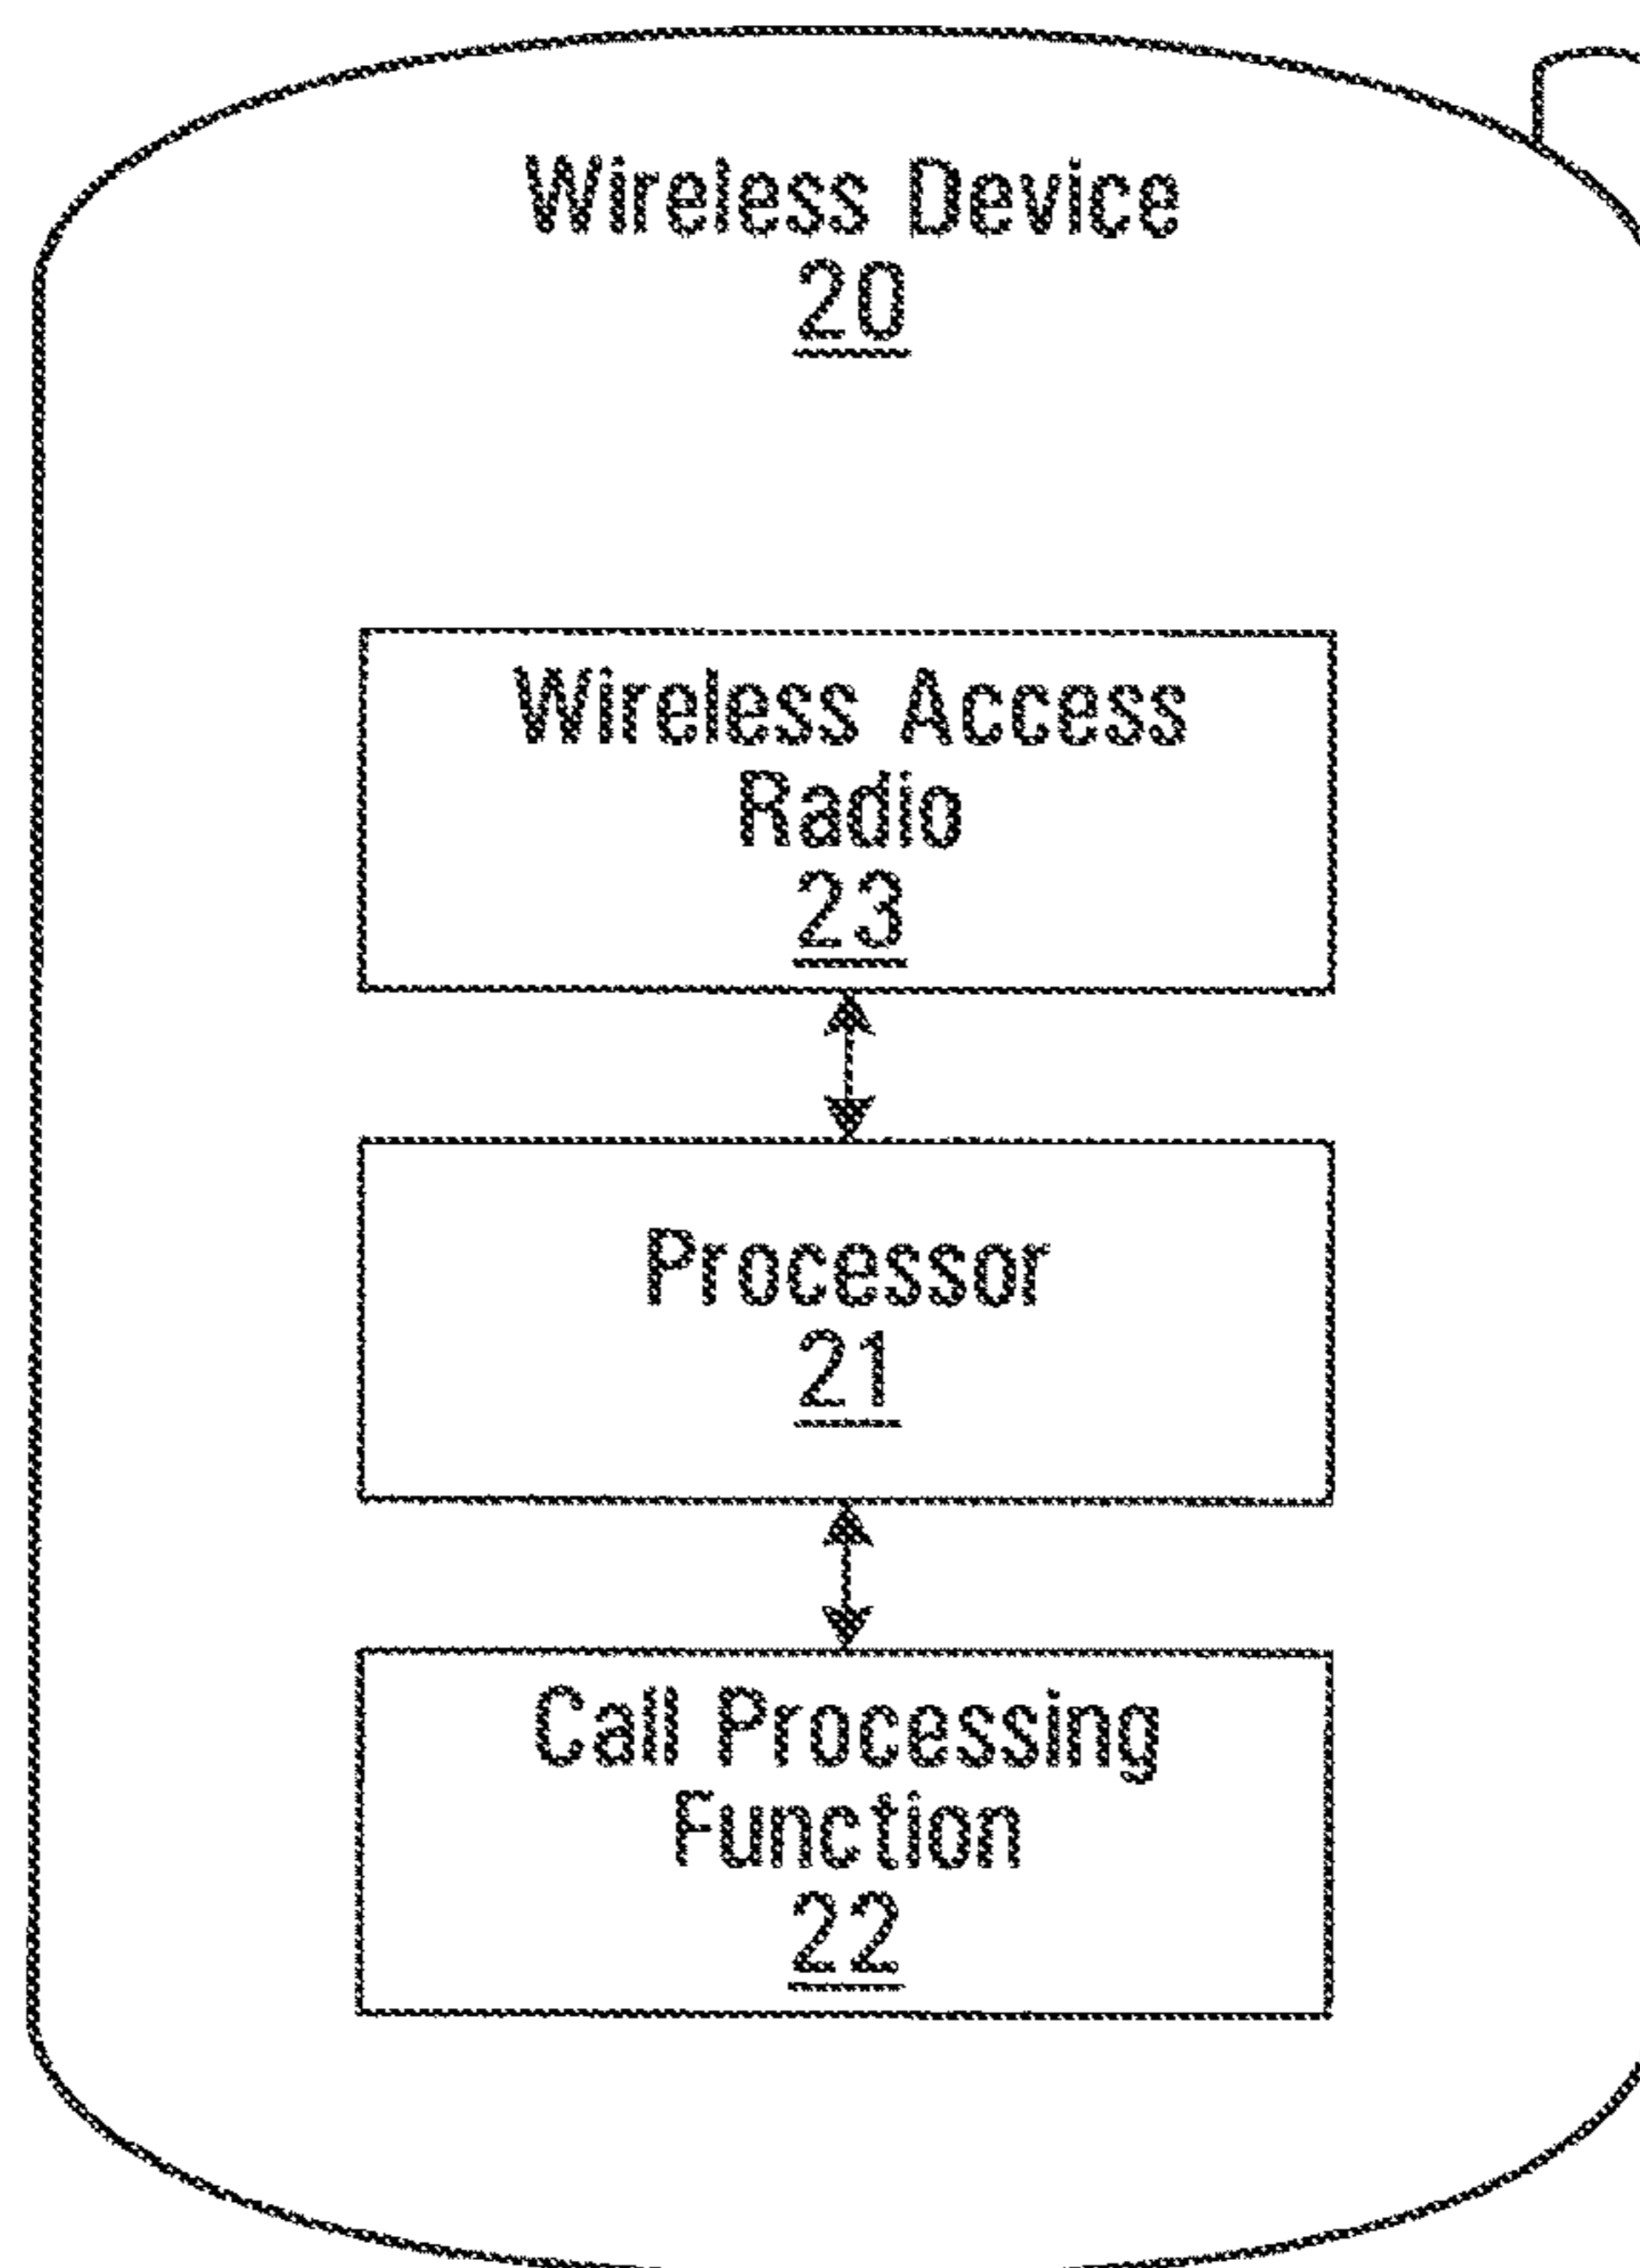 Wireless Device
20
Wireless Access
Radio
23
Processor
21
Call Processing
Function
22